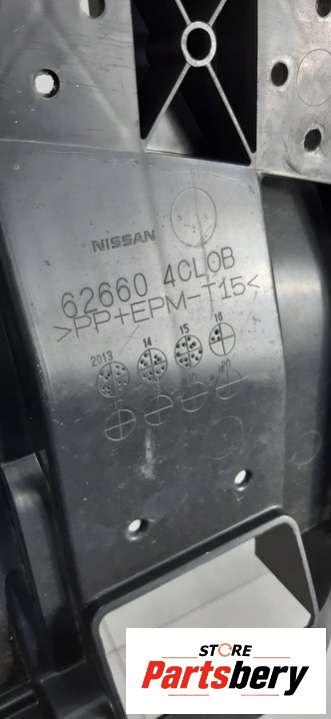 NISSAN
62660 4CL0B
>PP+EPM-T15<
2013 14 15 16
STORE
Partsbery